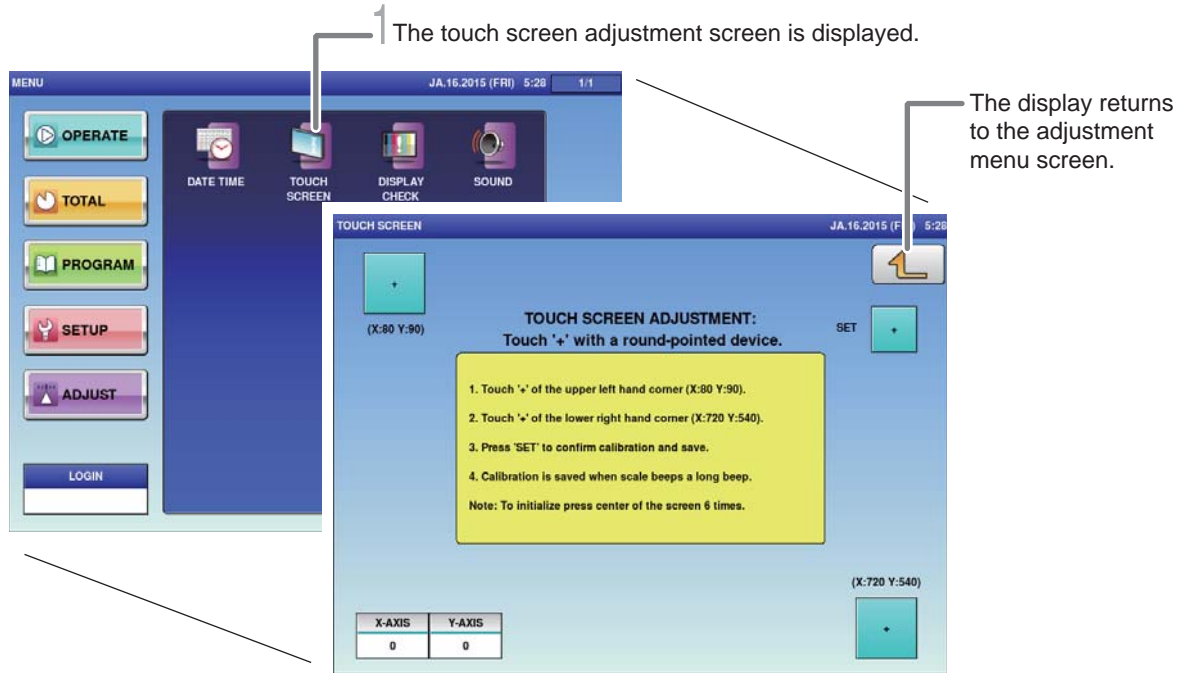 1 The touch screen adjustment screen is displayed.
MENU
JA.16.2015 (FRI) 5:28
1/1
OPERATE
TOTAL
PROGRAM
SETUP
ADJUST
LOGIN
DATE TIME
TOUCH
SCREEN
DISPLAY
CHECK
SOUND
The display returns
to the adjustment
menu screen.
TOUCH SCREEN
JA.16.2015 (F ) 5:28
+
(X:80 Y:90)
TOUCH SCREEN ADJUSTMENT:
Touch '+' with a round-pointed device.
SET +
1. Touch '+' of the upper left hand corner (X:80 Y:90).
2. Touch '+' of the lower right hand corner (X:720 Y:540).
3. Press 'SET' to confirm calibration and save.
4. Calibration is saved when scale beeps a long beep.
Note: To initialize press center of the screen 6 times.
(X:720 Y:540)
+
X-AXIS Y-AXIS
0 0